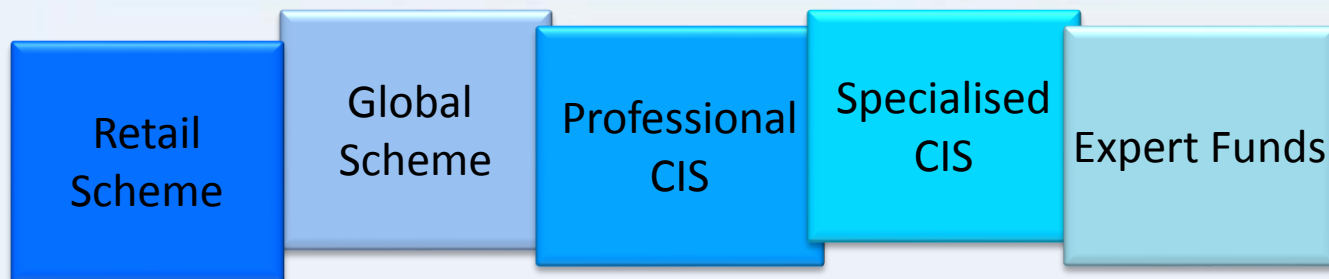 Retail
Scheme
Global
Scheme
Professional
CIS
Specialised
CIS
Expert Funds